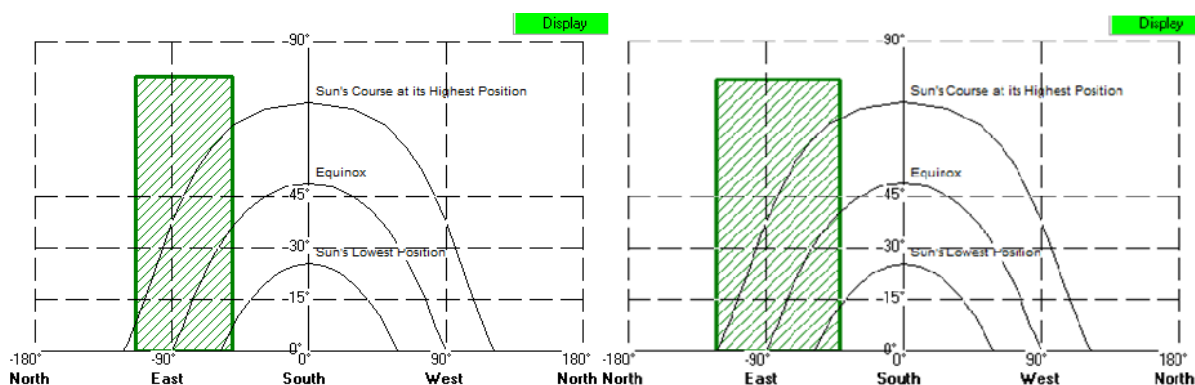 Display
-90°
Sun's Course at its Highest Position
Equinox
45°
-30°
Sun's Lowest Position
-15°
-180° -90° 0° 90° 180°
North East South West North
Display
90°
Sun's Course at its Highest Position
Equinox
45°
-30°
Sun's Lowest Position
-15°
-180° -90° 0° 90° 180°
North East South West North